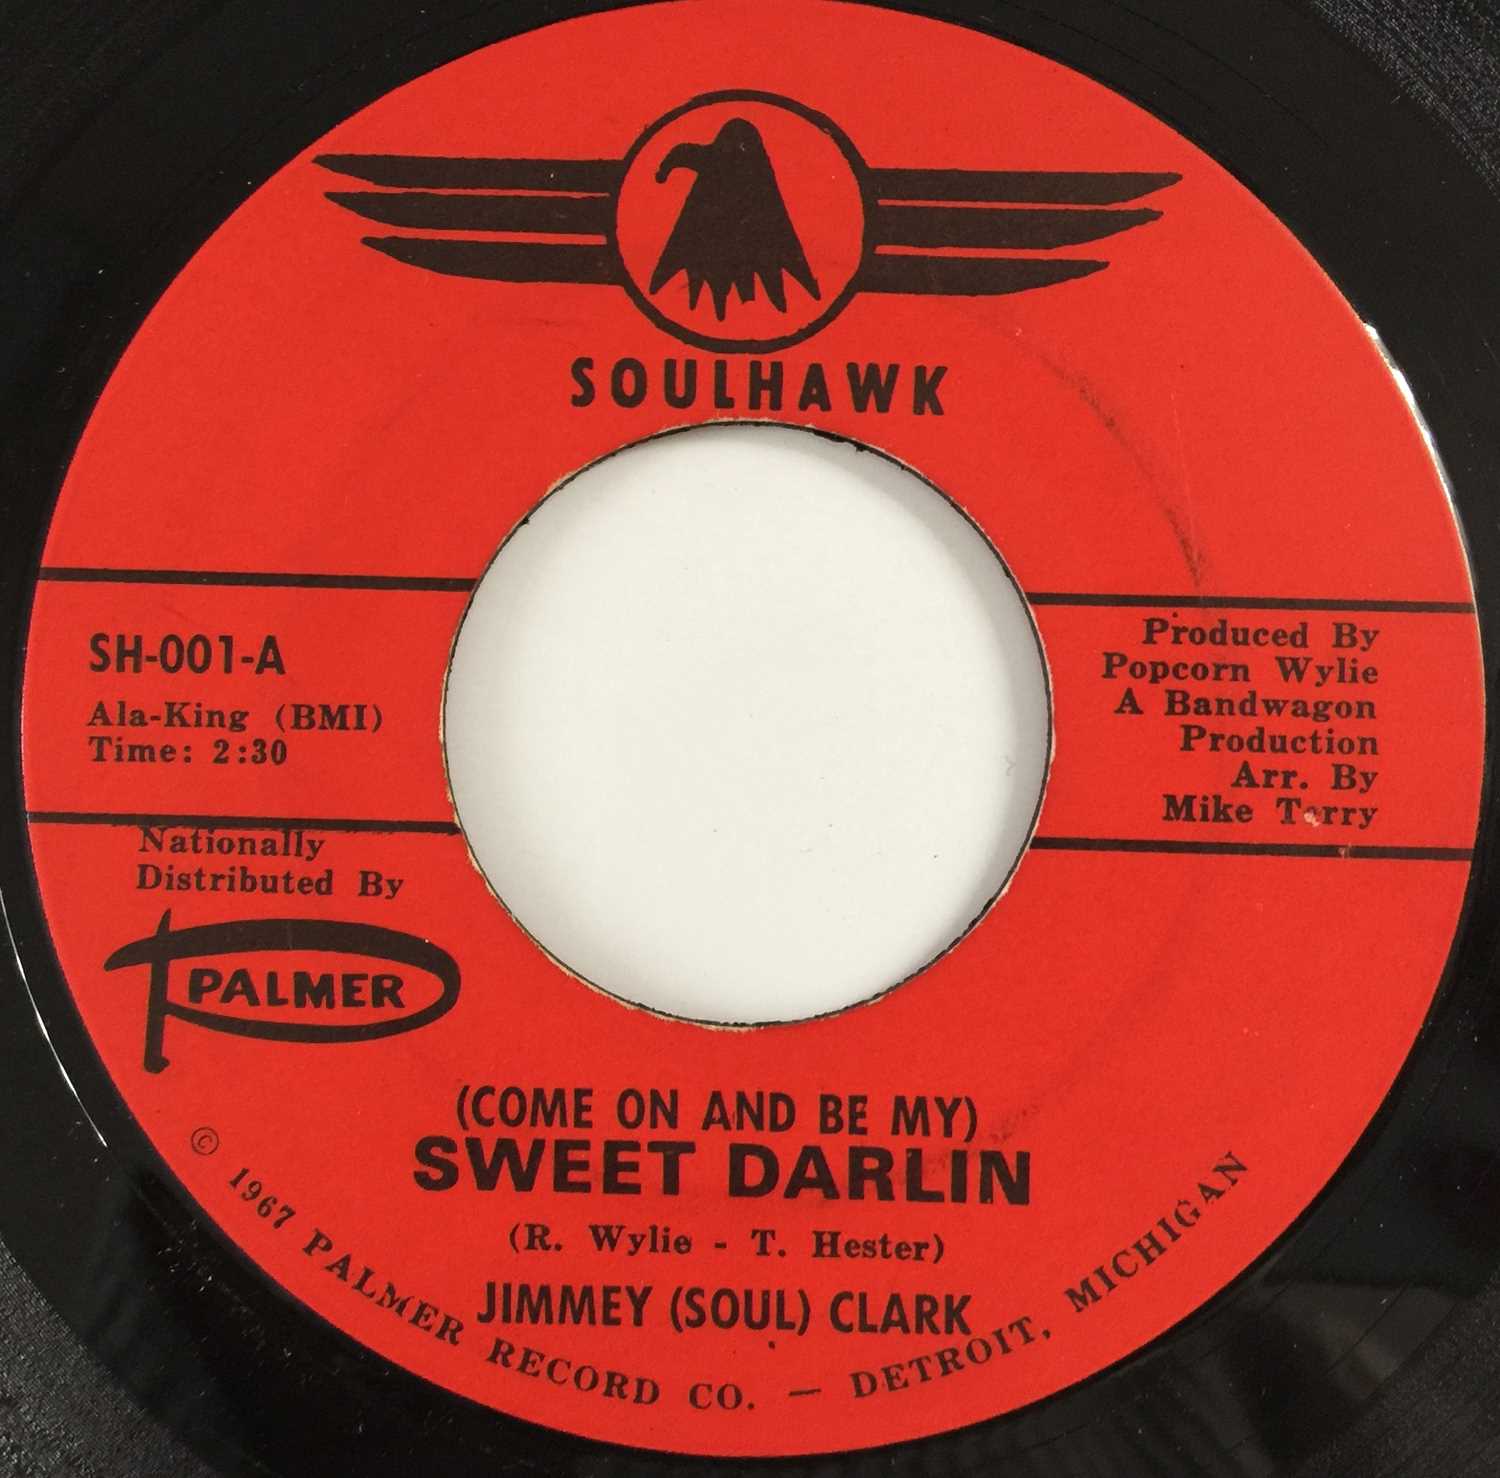 SOULHAWK
SH-001-A
Ala-King (BMI)
Time: 2:30
Produced By
Popcorn Wylie
A Bandwagon
Production
Arr. By
Mike Terry
Nationally
Distributed By
PALMER
(COME ON AND BE MY)
SWEET DARLIN
(R. Wylie - T. Hester)
JIMMEY (SOUL) CLARK
© 1967 PALMER RECORD CO. — DETROIT, MICHIGAN